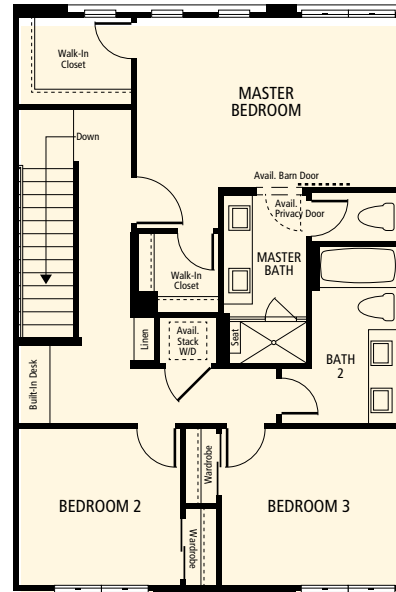 Walk-In
Closet
MASTER
BEDROOM
Down
Avail. Barn Door
Avail.
Privacy Door
MASTER
BATH
Walk-In
Closet
Linen
Avail.
Stack
W/D
Seat
BATH
2
Built-In Desk
BEDROOM 2
Wardrobe
Wardrobe
BEDROOM 3